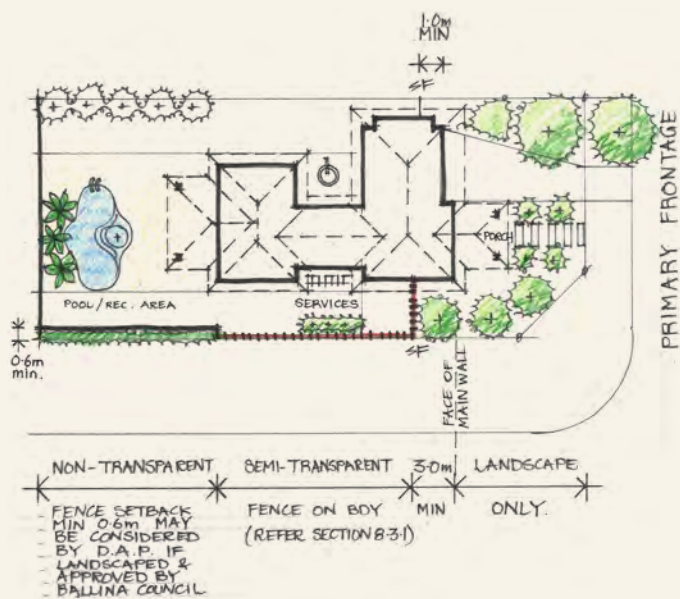 1.0m
MIN
SF
PRIMARY FRONTAGE
PORCH
POOL/REC. AREA
SERVICES
0.6m
min.
SF
FACE OF
MAIN WALL
NON-TRANSPARENT
SEMI-TRANSPARENT
3.0m
LANDSCAPE
FENCE SETBACK
MIN 0.6m MAY
BE CONSIDERED
BY D.A.P. IF
LANDSCAPED &
APPROVED BY
BALLINA COUNCIL
FENCE ON BDY
(REFER SECTION 8.3.1)
MIN
ONLY.